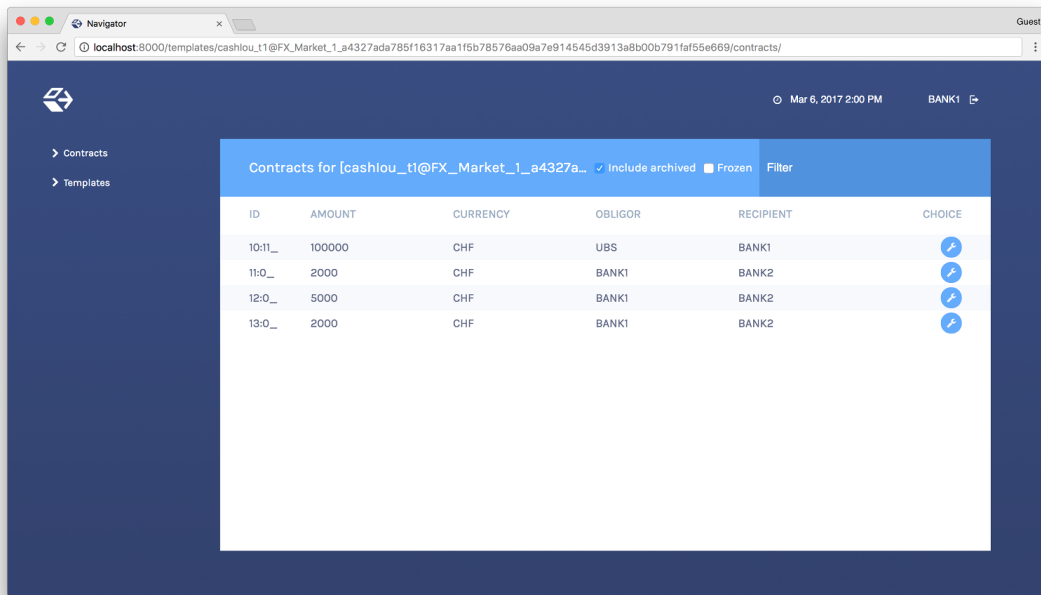 Navigator
Guest
localhost:8000/templates/cashlou_t1@FX_Market_1_a4327ada785f16317aa1f5b78576aa09a7e914545d3913a8b00b791faf55e669/contracts/
Mar 6, 2017 2:00 PM BANK1
Contracts
Templates
Contracts for [cashlou_t1@FX_Market_1_a4327a... Include archived Frozen Filter
ID AMOUNT CURRENCY OBLIGOR RECIPIENT CHOICE
10:11_ 100000 CHF UBS BANK1
11:0_ 2000 CHF BANK1 BANK2
12:0_ 5000 CHF BANK1 BANK2
13:0_ 2000 CHF BANK1 BANK2